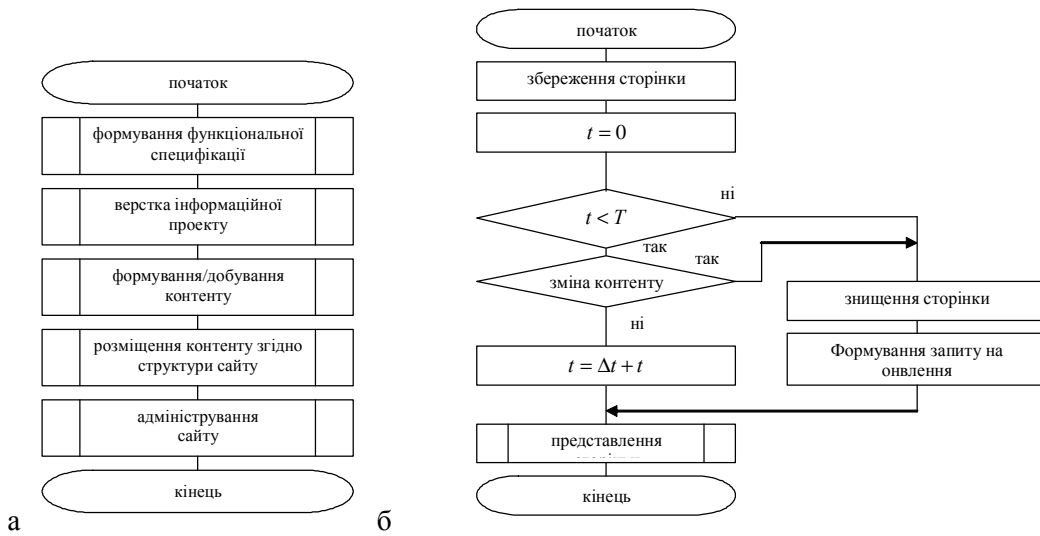 початок
формування функціональної
специфікації
верстка інформаційної
проекту
формування/добування
контенту
розміщення контенту згідно
структури сайту
адміністрування
сайту
кінець
а
початок
збереження сторінки
t = 0
t < T
ні
так
зміна контенту
так
ні
t = Δt + t
знищення сторінки
Формування запиту на
онвлення
представлення
кінець
б